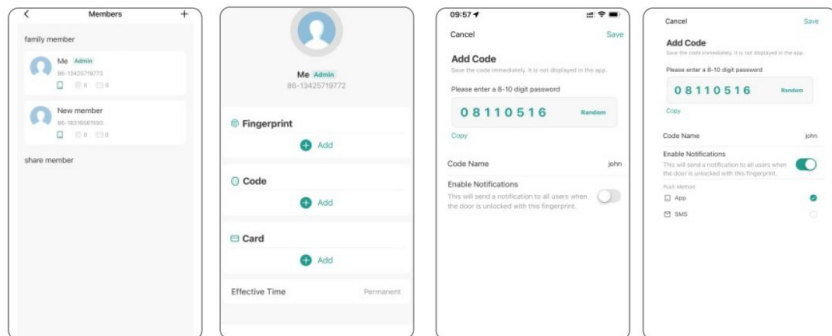 Members
family member
Me Admin
86-13425719772
0 0
New member
0 0
share member
Me Admin
86-13425719772
Fingerprint
Add
Code
Add
Card
Add
Effective Time Permanent
09:57
Cancel Save
Add Code
Save the code immediately. It is not displayed in the app.
Please enter a 8-10 digit password
08110516 Random
Copy
Code Name john
Enable Notifications
This will send a notification to all users when
the door is unlocked with this fingerprint.
Cancel Save
Add Code
Save the code immediately. It is not displayed in the app.
Please enter a 8-10 digit password
08110516 Random
Copy
Code Name john
Enable Notifications
This will send a notification to all users when
the door is unlocked with this fingerprint.
Push Method
App
SMS